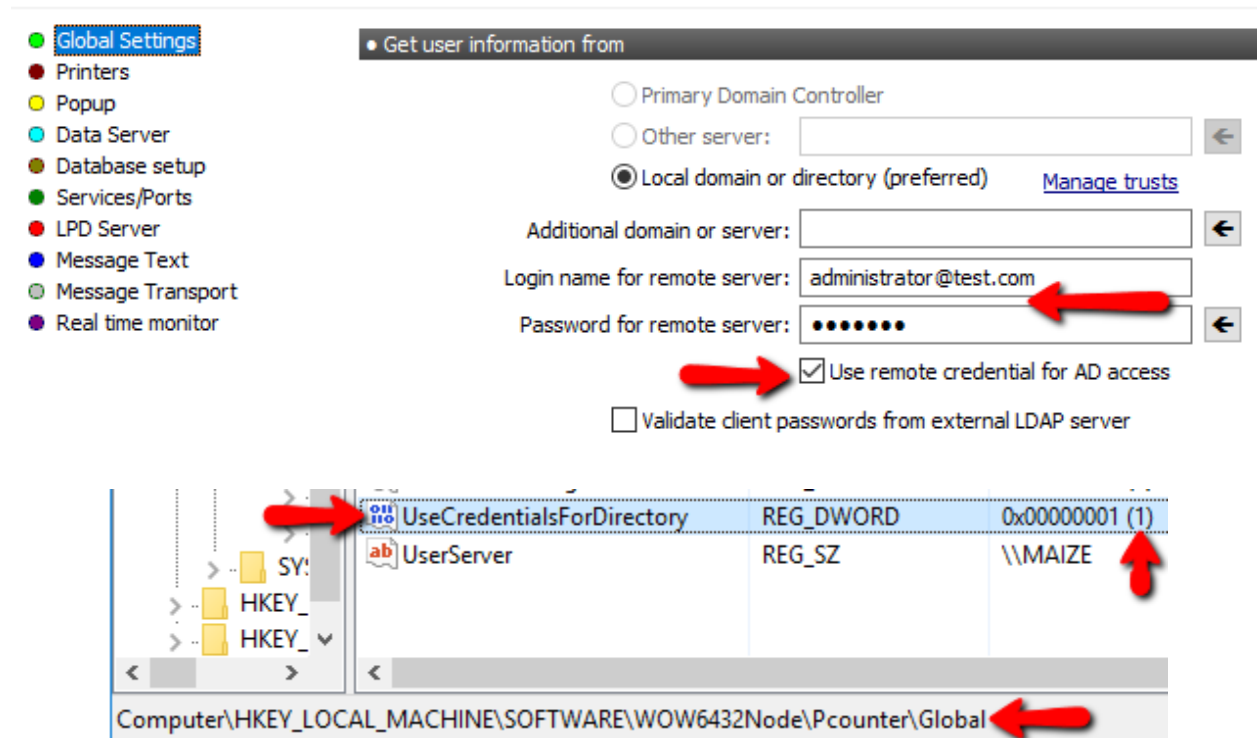 Global Settings
Printers
Popup
Data Server
Database setup
Services/Ports
LPD Server
Message Text
Message Transport
Real time monitor
• Get user information from
Primary Domain Controller
Other server:
Local domain or directory (preferred) Manage trusts
Additional domain or server:
Login name for remote server: administrator@test.com
Password for remote server: •••••••
Use remote credential for AD access
Validate client passwords from external LDAP server
UseCredentialsForDirectory REG_DWORD 0x00000001 (1)
UserServer REG_SZ \\MAIZE
SYS
HKEY_
HKEY_
Computer\HKEY_LOCAL_MACHINE\SOFTWARE\WOW6432Node\Pcounter\Global